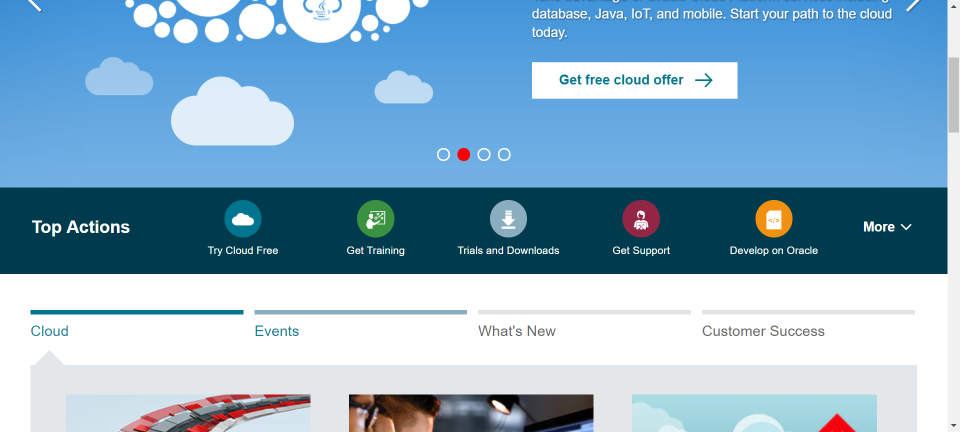 database, Java, IoT, and mobile. Start your path to the cloud
today.
Get free cloud offer
Top Actions
Try Cloud Free
Get Training
Trials and Downloads
Get Support
Develop on Oracle
More
Cloud
Events
What's New
Customer Success